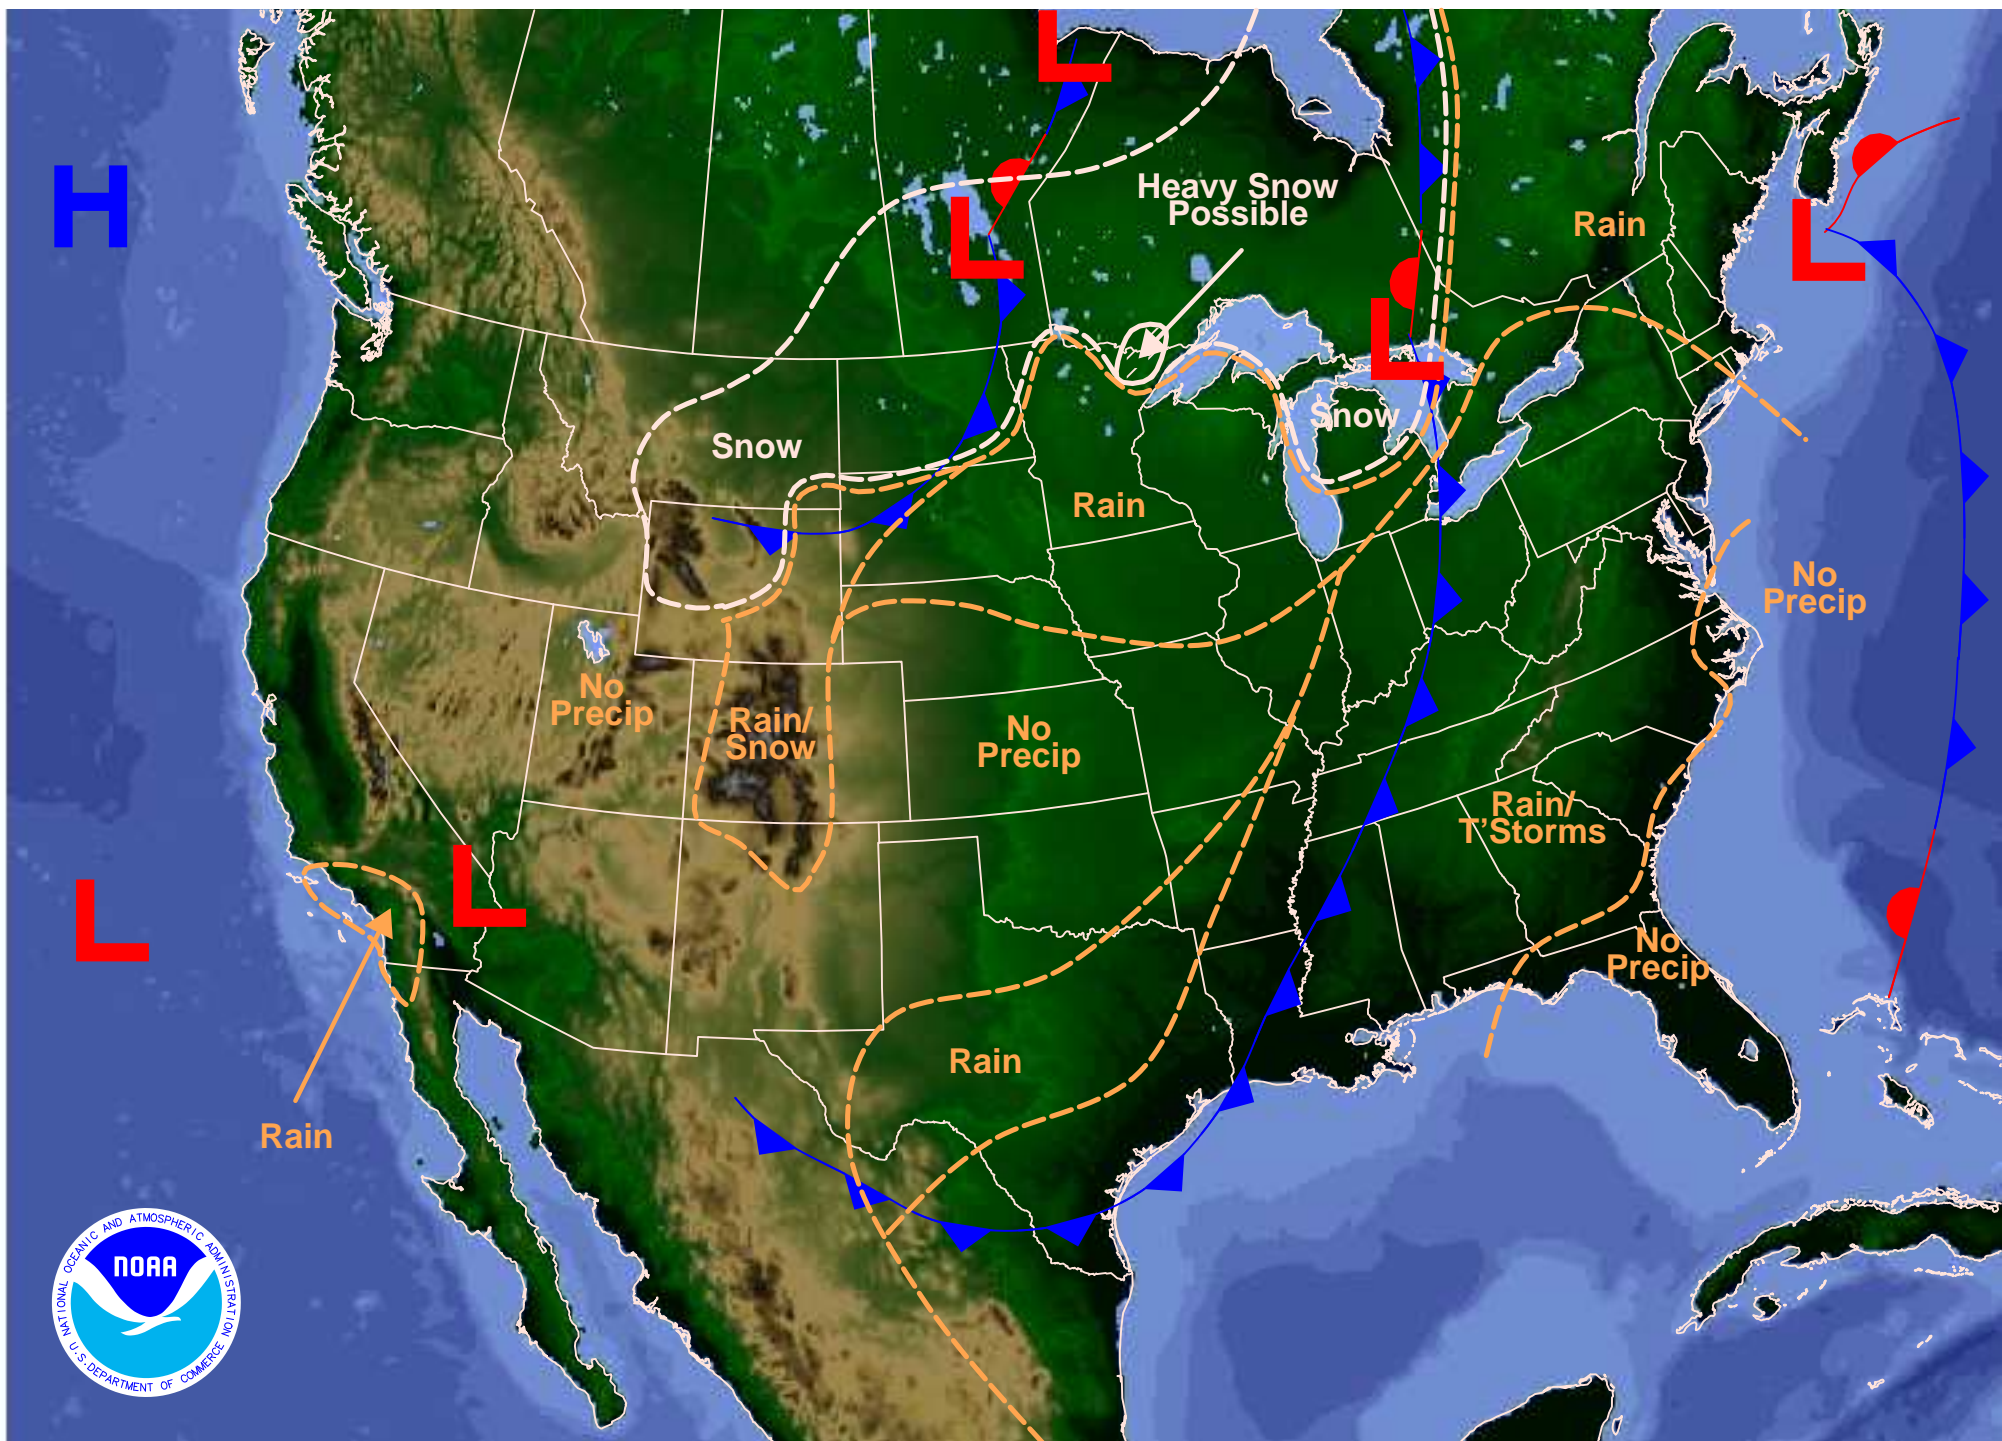 L
H
Heavy Snow
Possible
L
Rain
L
L
Snow
Snow
Rain
No
Precip
No
Precip
Rain/
Snow
No
Precip
Rain/
T'Storms
L
L
No
Precip
Rain
Rain
NATIONAL OCEANIC AND ATMOSPHERIC ADMINISTRATION
NOAA
U.S. DEPARTMENT OF COMMERCE